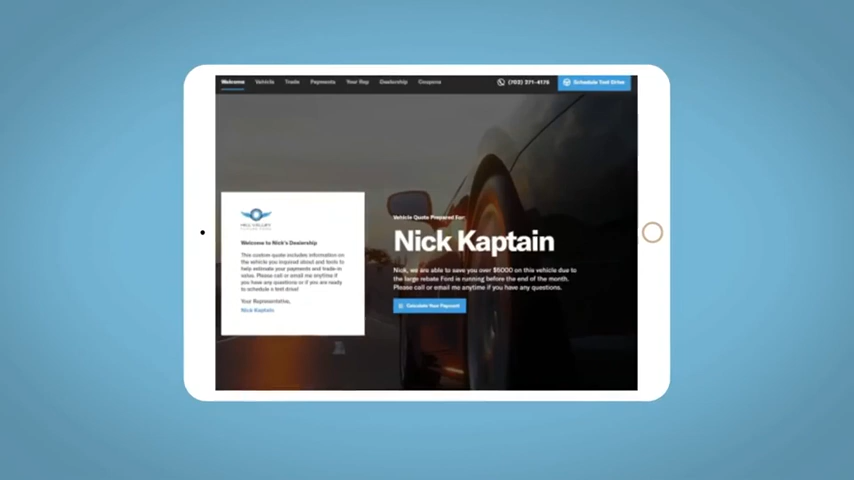 Welcome Vehicle Trade Payments Your Rep Dealership Coupons (702) 271-4175 Schedule Test Drive
Welcome to Nick's Dealership
This custom quote includes information on
the vehicle you inquired about and tools to
help estimate your payments and trade-in
value. Please call or email me anytime if
you have any questions or if you are ready
to schedule a test drive!
Your Representative,
Nick Kaptain
Vehicle Quote Prepared For:
Nick Kaptain
Nick, we are able to save you over $5000 on this vehicle due to
the large rebate Ford is running before the end of the month.
Please call or email me anytime if you have any questions.
Calculate Your Payment